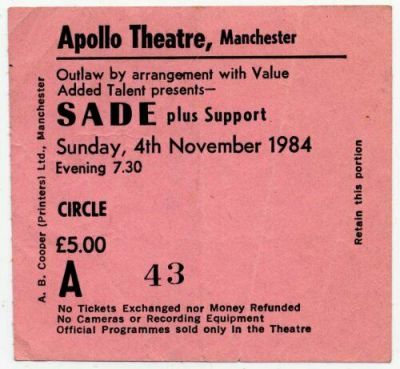 Apollo Theatre, Manchester
Outlaw by arrangement with Value
Added Talent presents—
SADE plus Support
Sunday, 4th November 1984
Evening 7.30
CIRCLE
£5.00
A 43
No Tickets Exchanged nor Money Refunded
No Cameras or Recording Equipment
Official Programmes sold only In the Theatre
A. B. Cooper (Printers) Ltd., Manchester
Retain this portion